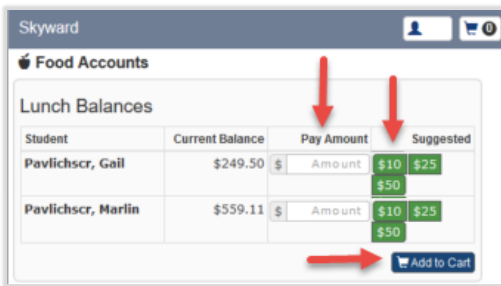 Skyward 0
Food Accounts
Lunch Balances
Student Current Balance Pay Amount Suggested
Pavlichscr, Gail $249.50 $ Amount $10 $25
$50
Pavlichscr, Marlin $559.11 $ Amount $10 $25
$50
Add to Cart